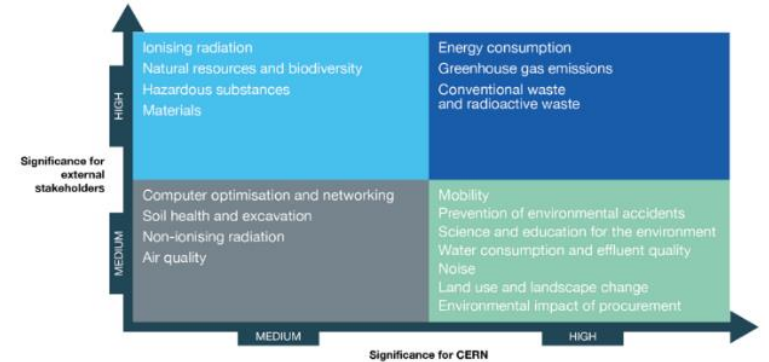 Ionising radiation
Natural resources and biodiversity
Hazardous substances
Materials
Energy consumption
Greenhouse gas emissions
Conventional waste
and radioactive waste
HIGH
Significance for
external
stakeholders
MEDIUM
Computer optimisation and networking
Soil health and excavation
Non-ionising radiation
Air quality
Mobility
Prevention of environmental accidents
Science and education for the environment
Water consumption and effluent quality
Noise
Land use and landscape change
Environmental impact of procurement
MEDIUM
HIGH
Significance for CERN